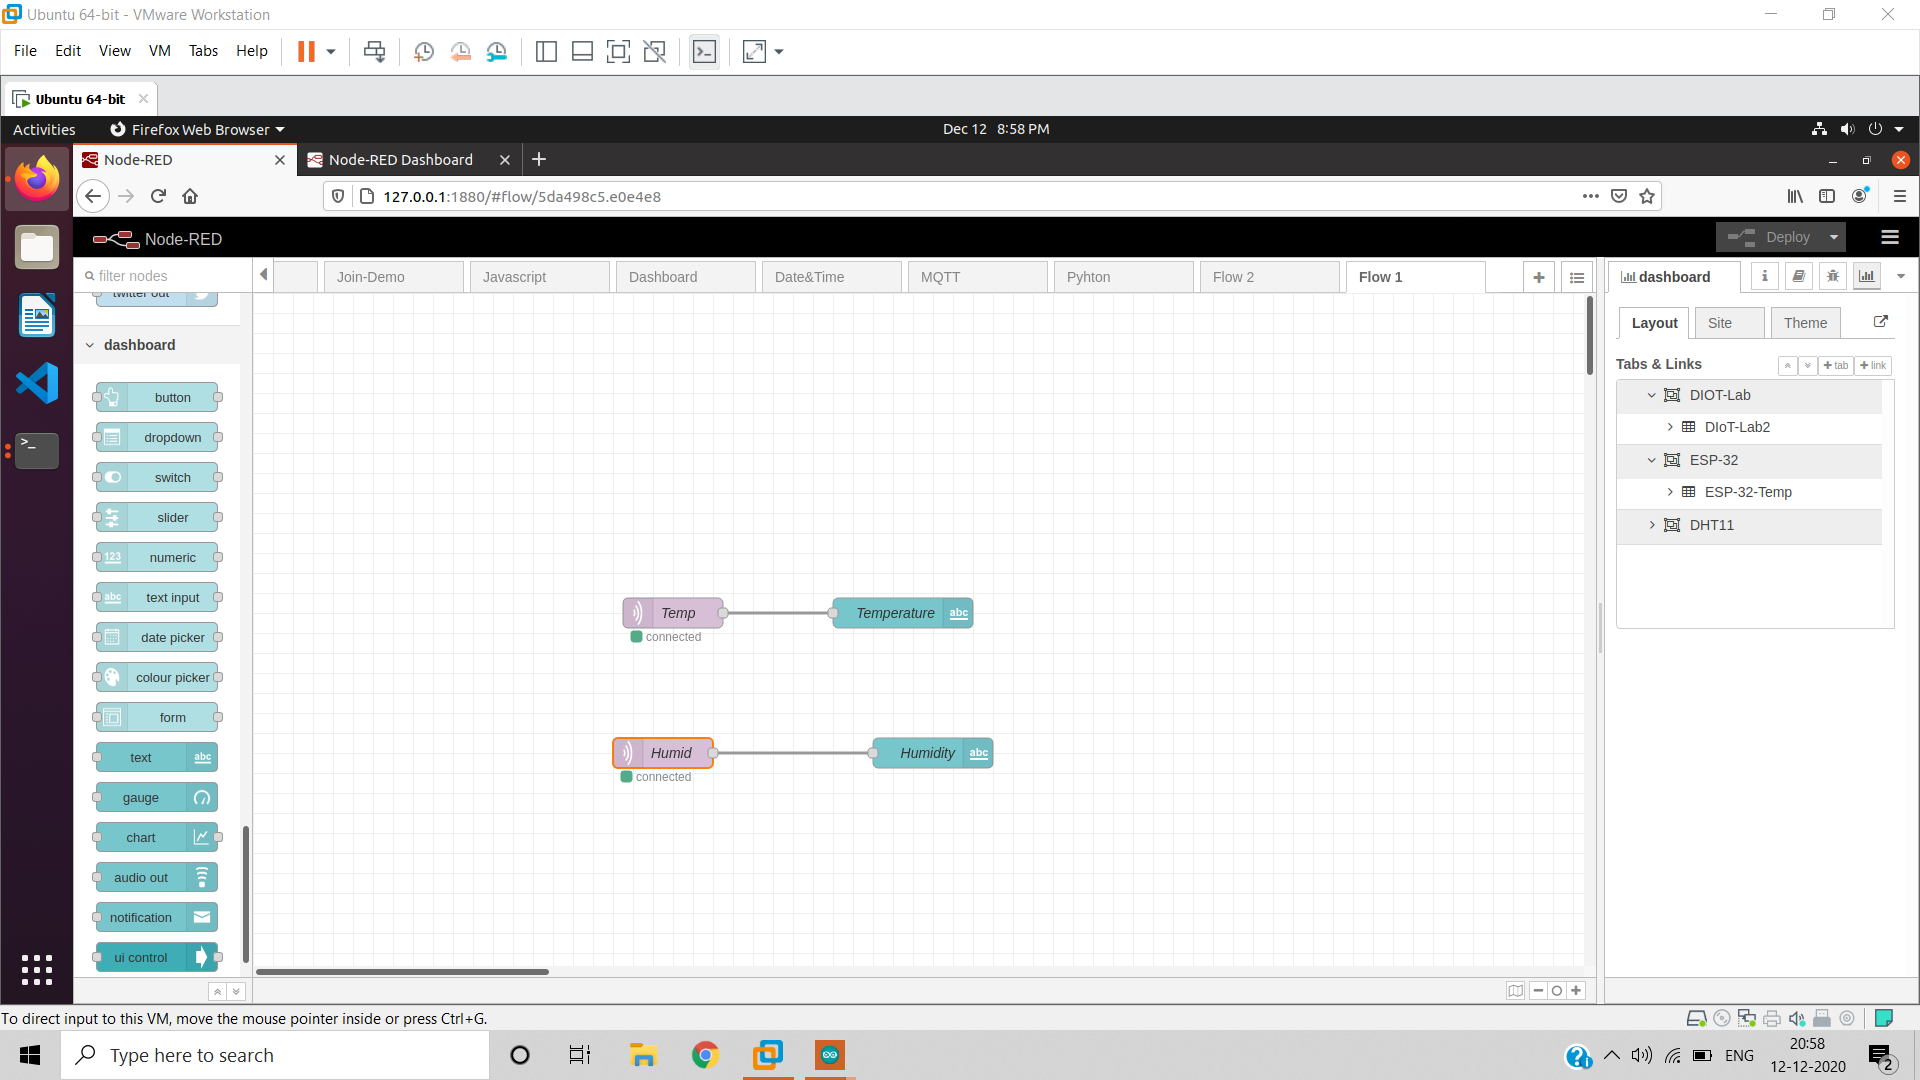 Ubuntu 64-bit - VMware Workstation
File Edit View VM Tabs Help
Ubuntu 64-bit
Activities Firefox Web Browser Dec 12 8:58 PM
Node-RED Node-RED Dashboard
127.0.0.1:1880/#flow/5da498c5.e0e4e8
Node-RED Deploy
filter nodes
Join-Demo Javascript Dashboard Date&Time MQTT Pyhton Flow 2 Flow 1
dashboard
twitter out
dashboard
button
dropdown
switch
slider
123 numeric
abc text input
date picker
colour picker
form
text abc
gauge
chart
audio out
notification
ui control
Temp
connected
Temperature abc
Humid
connected
Humidity abc
Layout Site Theme
Tabs & Links
tab link
DIOT-Lab
DIoT-Lab2
ESP-32
ESP-32-Temp
DHT11
To direct input to this VM, move the mouse pointer inside or press Ctrl+G.
Type here to search
ENG
20:58
12-12-2020
2